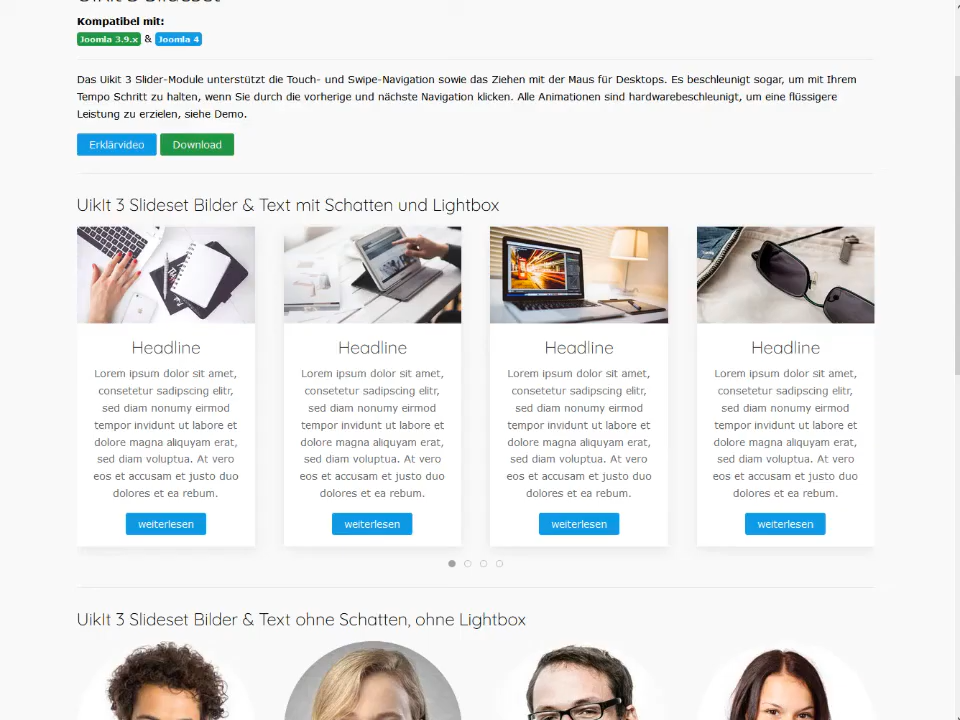 Kompatibel mit:
Joomla 3.9.x & Joomla 4
Das Uikit 3 Slider-Module unterstützt die Touch- und Swipe-Navigation sowie das Ziehen mit der Maus für Desktops. Es beschleunigt sogar, um mit Ihrem
Tempo Schritt zu halten, wenn Sie durch die vorherige und nächste Navigation klicken. Alle Animationen sind hardwarebeschleunigt, um eine flüssigere
Leistung zu erzielen, siehe Demo.
Erklärvideo Download
UikIt 3 Slideset Bilder & Text mit Schatten und Lightbox
Headline
Lorem ipsum dolor sit amet,
consetetur sadipscing elitr,
sed diam nonumy eirmod
tempor invidunt ut labore et
dolore magna aliquyam erat,
sed diam voluptua. At vero
eos et accusam et justo duo
dolores et ea rebum.
weiterlesen
Headline
Lorem ipsum dolor sit amet,
consetetur sadipscing elitr,
sed diam nonumy eirmod
tempor invidunt ut labore et
dolore magna aliquyam erat,
sed diam voluptua. At vero
eos et accusam et justo duo
dolores et ea rebum.
weiterlesen
Headline
Lorem ipsum dolor sit amet,
consetetur sadipscing elitr,
sed diam nonumy eirmod
tempor invidunt ut labore et
dolore magna aliquyam erat,
sed diam voluptua. At vero
eos et accusam et justo duo
dolores et ea rebum.
weiterlesen
Headline
Lorem ipsum dolor sit amet,
consetetur sadipscing elitr,
sed diam nonumy eirmod
tempor invidunt ut labore et
dolore magna aliquyam erat,
sed diam voluptua. At vero
eos et accusam et justo duo
dolores et ea rebum.
weiterlesen
UikIt 3 Slideset Bilder & Text ohne Schatten, ohne Lightbox